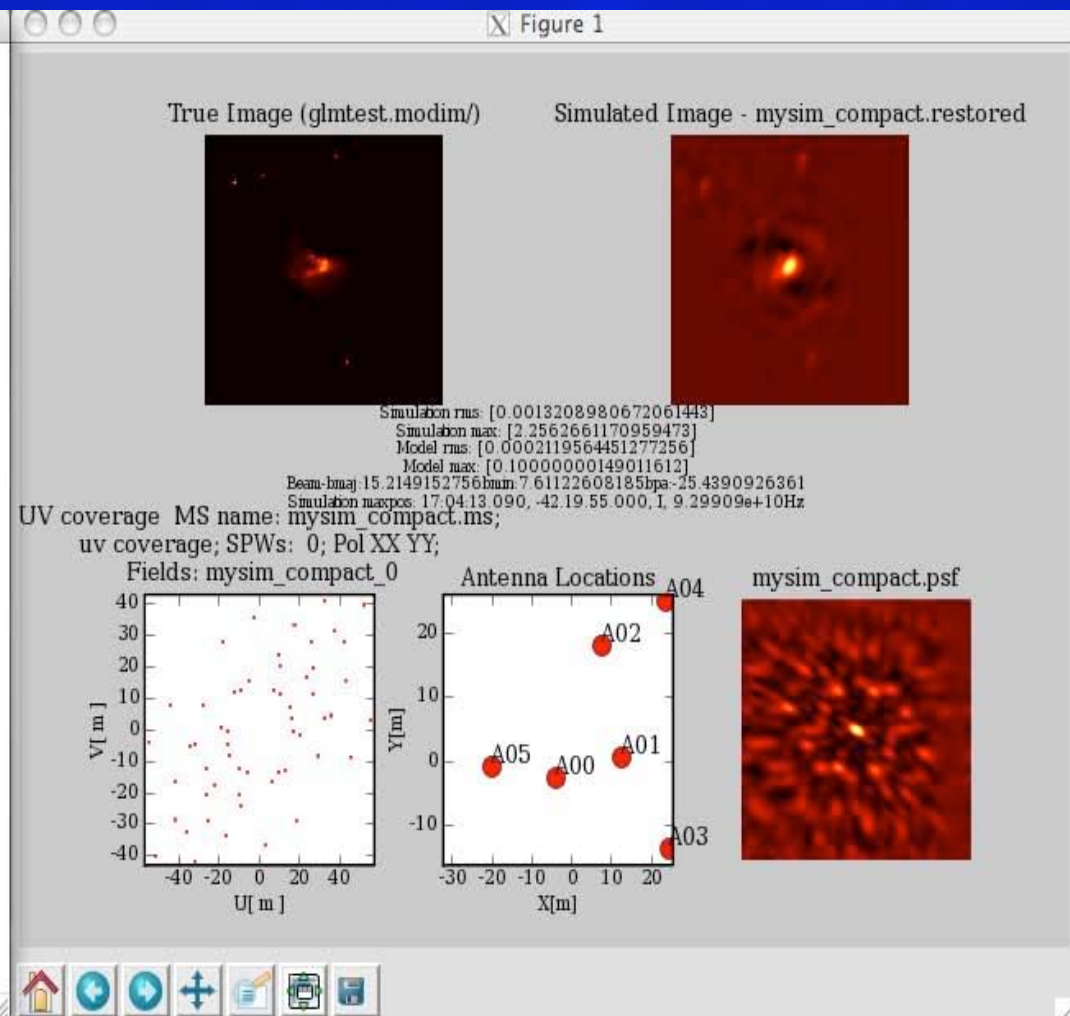 X Figure 1
True Image (glmtest.modim/)
Simulated Image - mysim_compact.restored
Simulation rms: [0.0013208980672061443]
Simulation max: [2.2562661170959473]
Model rms: [0.0002119564451277256]
Model max: [0.10000000149011612]
Beam-bmaj:15.2149152756bmin:7.61122608185bpa:-25.4390926361
Simulation maxpos: 17:04:13.090, -42.19.55.000, I, 9.29909e+10Hz
UV coverage MS name: mysim_compact.ms;
uv coverage; SPWs: 0; Pol XX YY;
Fields: mysim_compact_0
40
30
20
10
0
-10
-20
-30
-40
V[ m ]
-40 -20 0 20 40
U[ m ]
Antenna Locations
20
10
0
-10
Y[m]
A04
A02
A01
A05
A00
A03
-30 -20 -10 0 10 20
X[m]
mysim_compact.psf